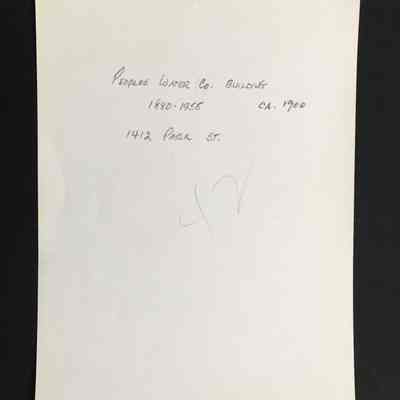 Peoples Water Co. Building
1890-1955 ca. 1900
1412 Park St.